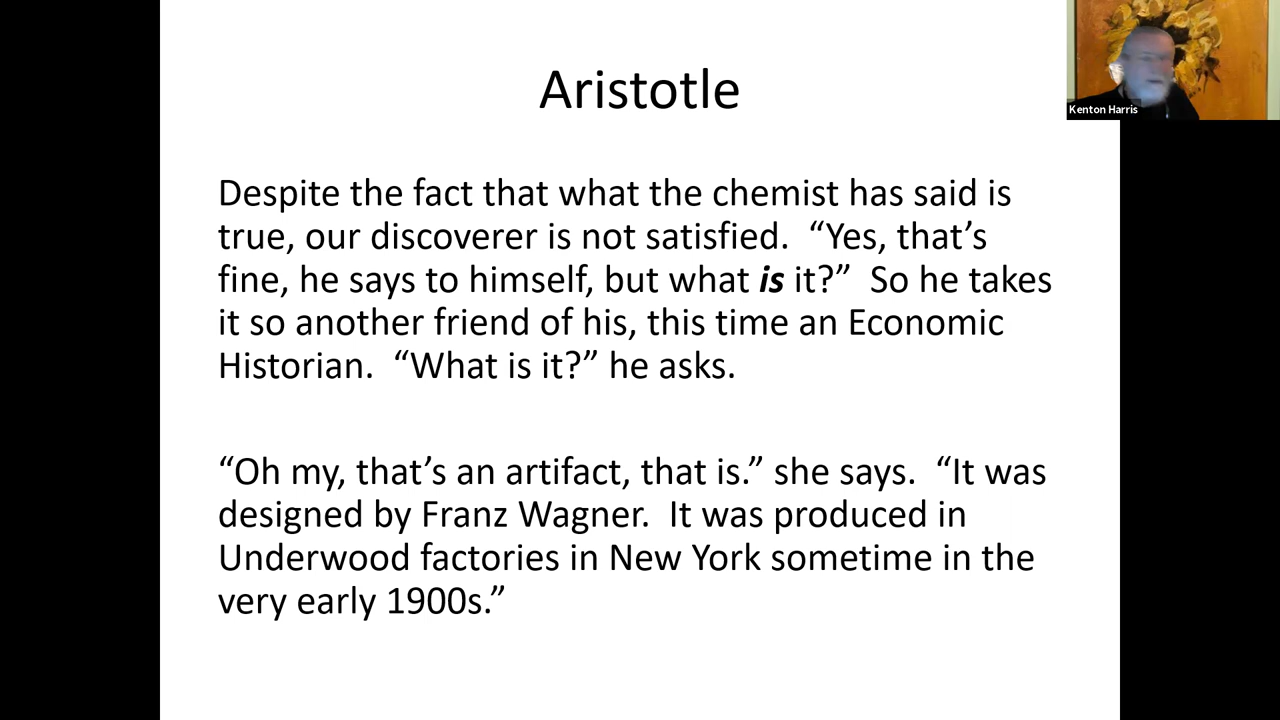 Aristotle
Kenton Harris
Despite the fact that what the chemist has said is
true, our discoverer is not satisfied.  “Yes, that’s
fine, he says to himself, but what is it?”  So he takes
it so another friend of his, this time an Economic
Historian.  “What is it?” he asks.
“Oh my, that’s an artifact, that is.” she says.  “It was
designed by Franz Wagner.  It was produced in
Underwood factories in New York sometime in the
very early 1900s.”